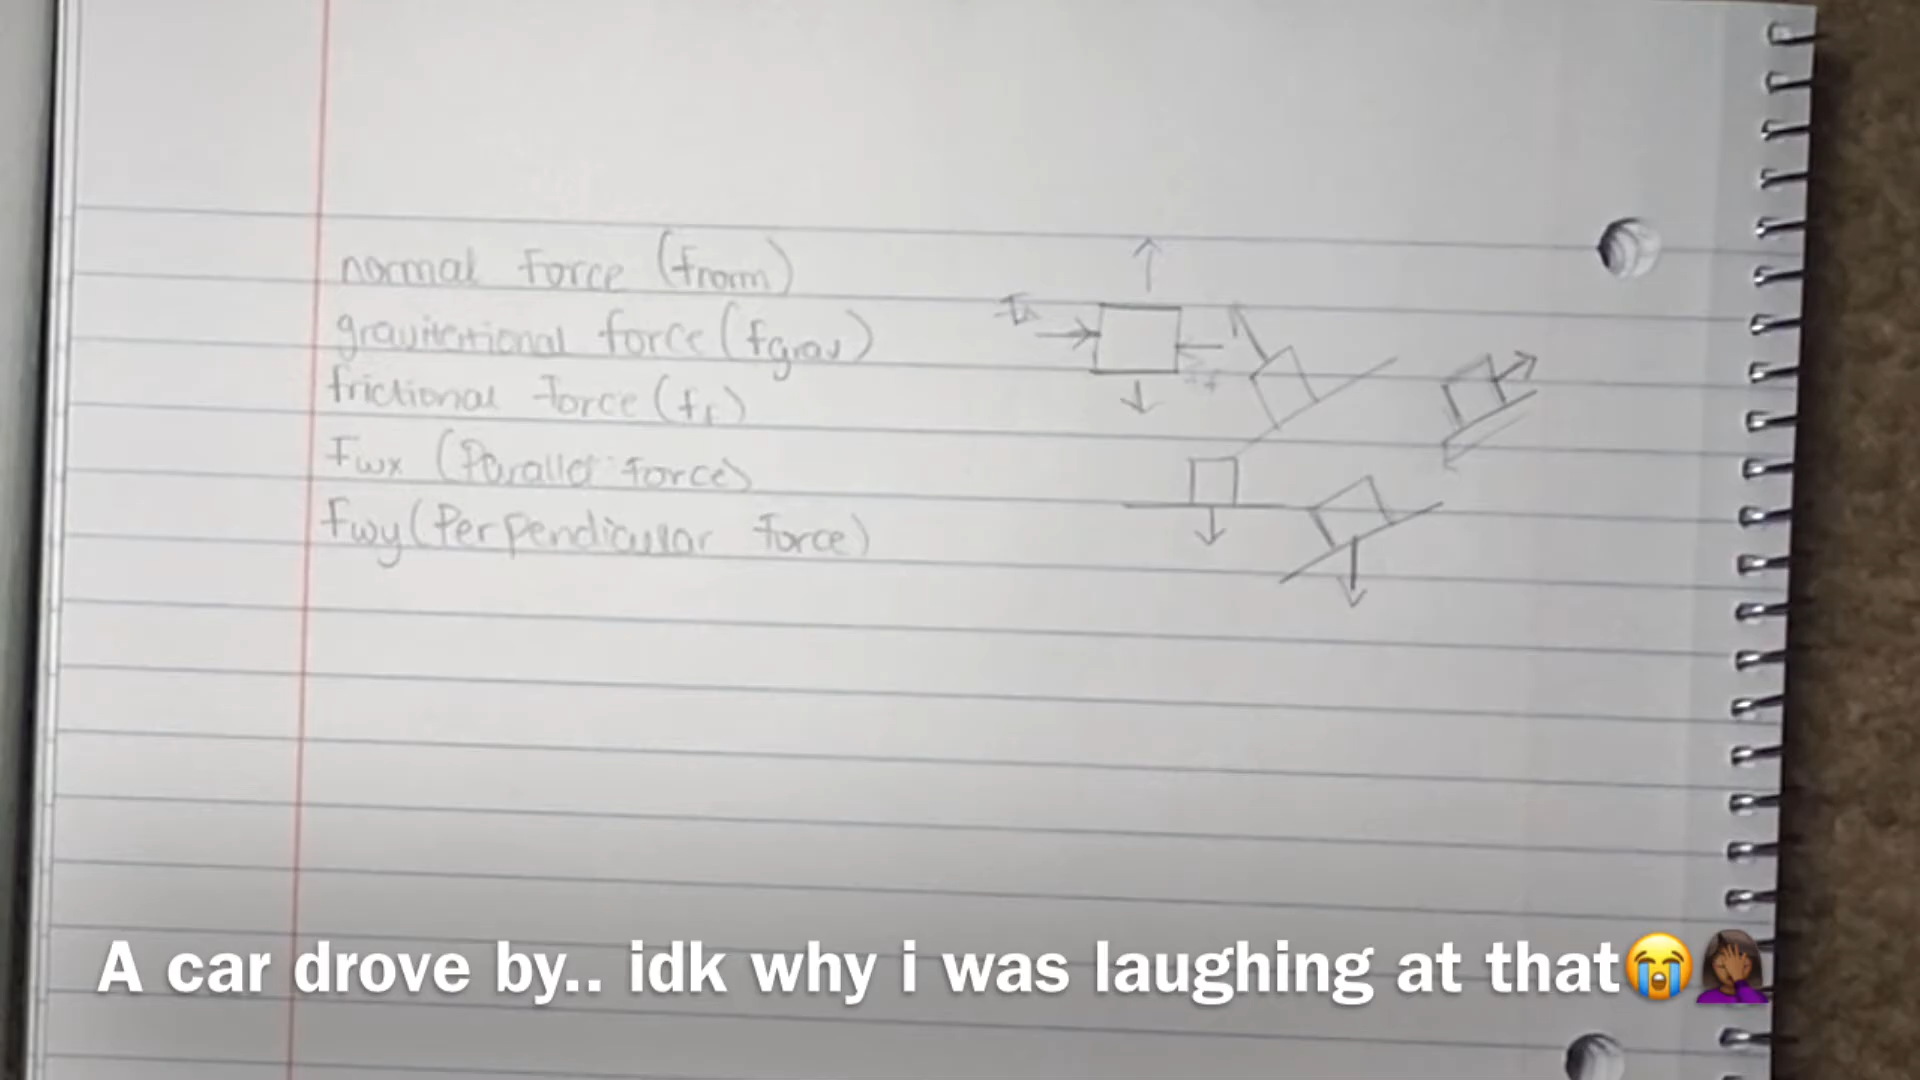 normal force (fnorm)
gravitational force (fgrav)
frictional force (ff)
Fwx (Parallel force)
Fwy (Perpendicular force)
A car drove by.. idk why i was laughing at that😭🤦🏾‍♀️